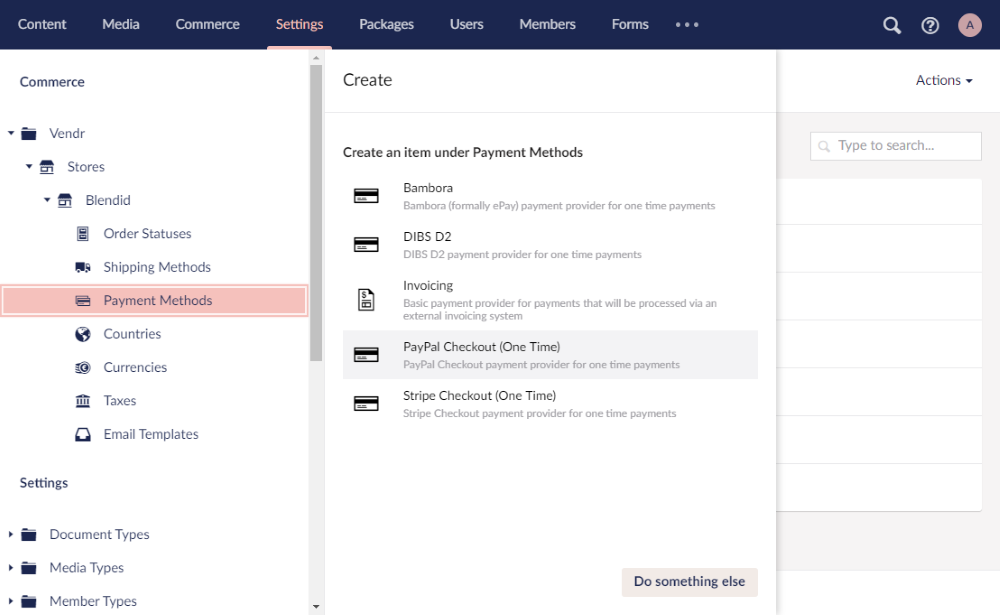 Content Media Commerce Settings Packages Users Members Forms A
Commerce
Vendr
Stores
Blendid
Order Statuses
Shipping Methods
Payment Methods
Countries
Currencies
Taxes
Email Templates
Settings
Document Types
Media Types
Member Types
Create
Create an item under Payment Methods
Bambora
Bambora (formally ePay) payment provider for one time payments
DIBS D2
DIBS D2 payment provider for one time payments
Invoicing
Basic payment provider for payments that will be processed via an
external invoicing system
PayPal Checkout (One Time)
PayPal Checkout payment provider for one time payments
Stripe Checkout (One Time)
Stripe Checkout payment provider for one time payments
Do something else
Actions
Type to search...